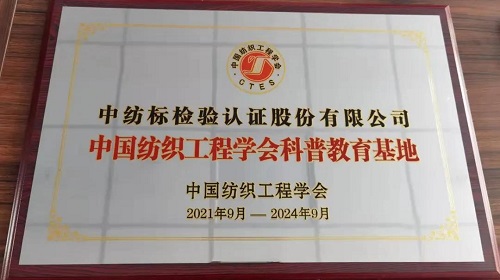 中国纺织工程学会
CTES
中纺标检验认证股份有限公司
中国纺织工程学会科普教育基地
中国纺织工程学会
2021年9月 — 2024年9月